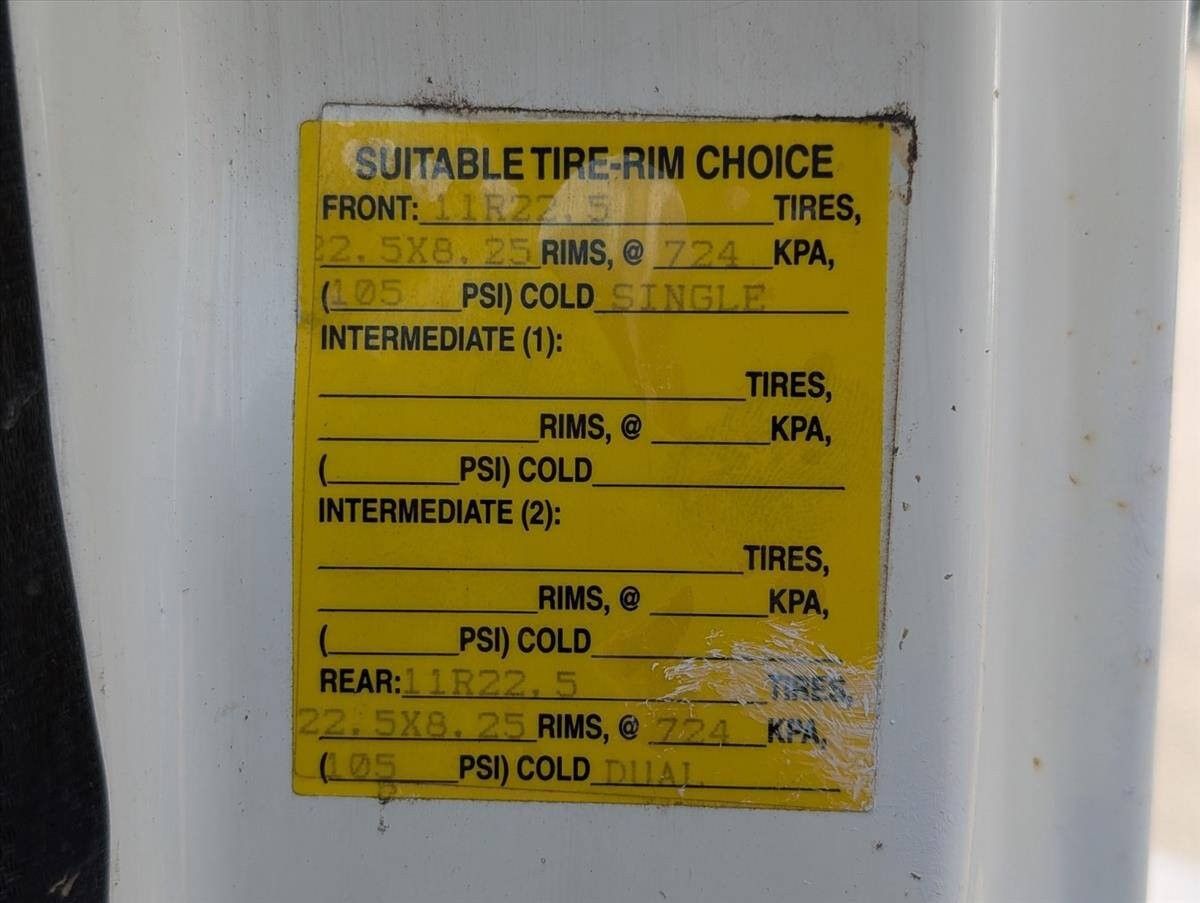 SUITABLE TIRE-RIM CHOICE
FRONT: 11R22.5 TIRES,
22.5X8.25 RIMS, @ 724 KPA,
(105 PSI) COLD SINGLE
INTERMEDIATE (1):
TIRES,
RIMS, @ KPA,
( PSI) COLD
INTERMEDIATE (2):
TIRES,
RIMS, @ KPA,
( PSI) COLD
REAR: 11R22.5 TIRES,
22.5X8.25 RIMS, @ 724 KPA,
(105 PSI) COLD DUAL